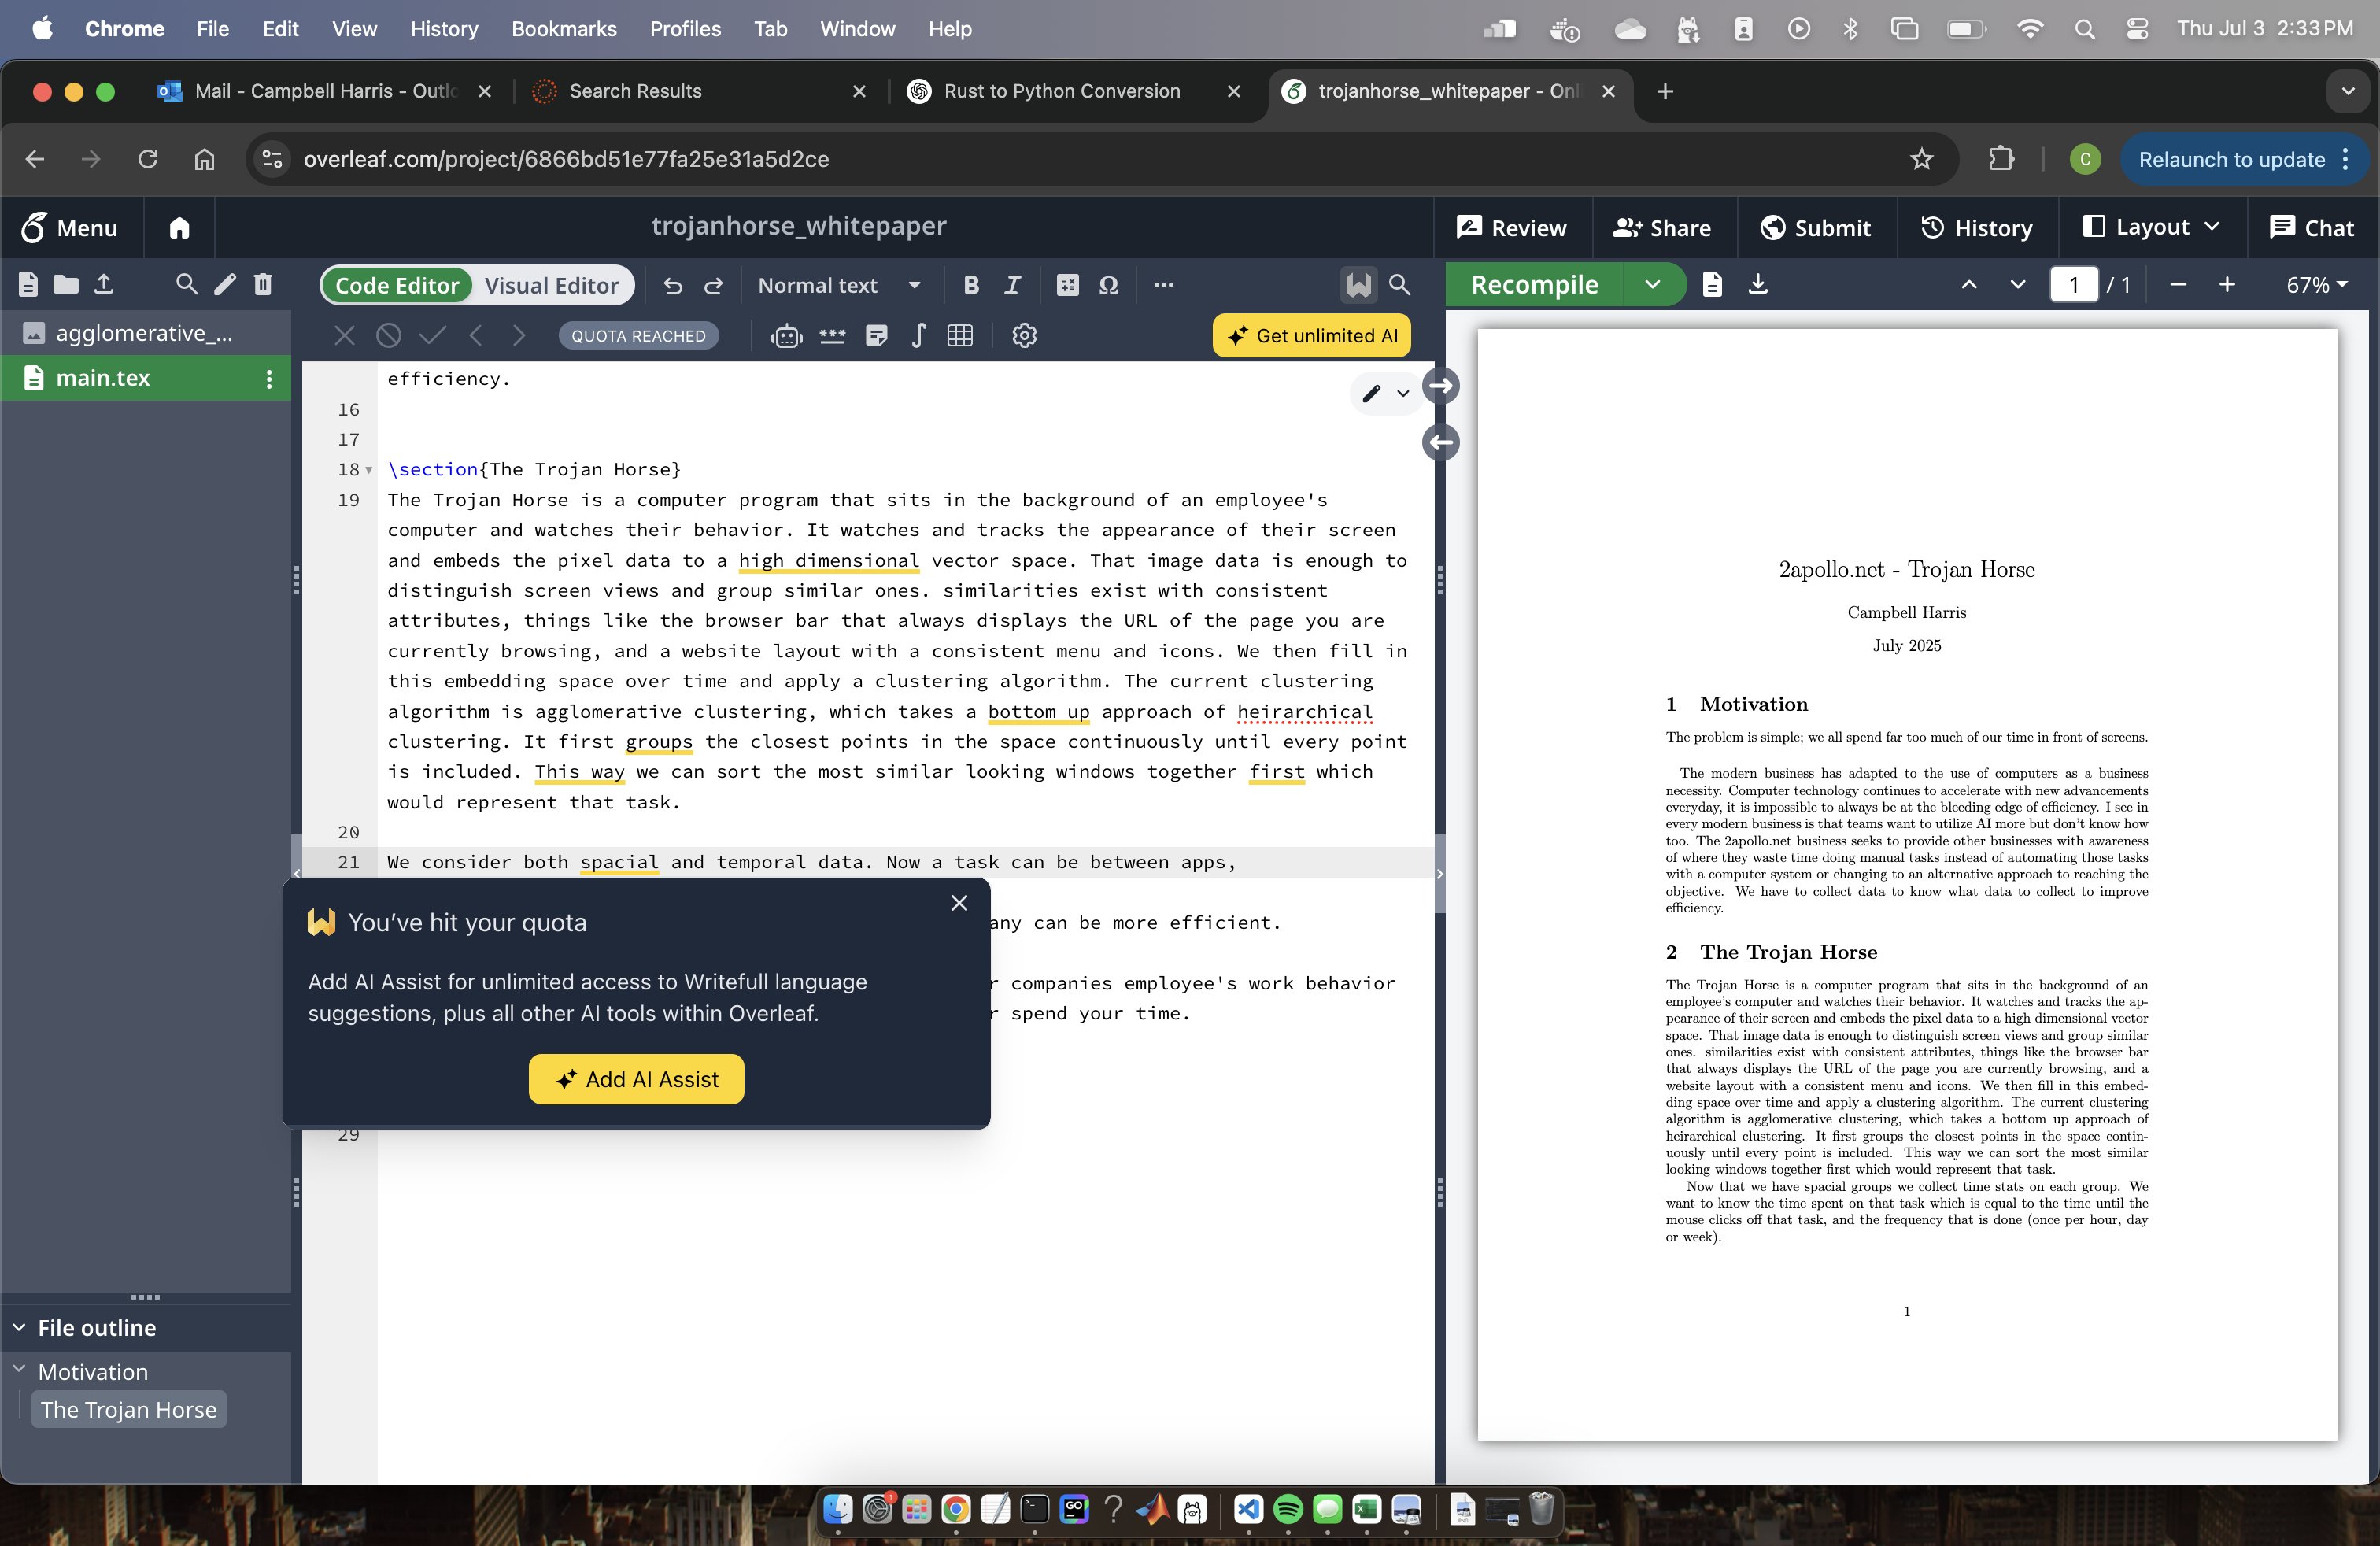 Chrome File Edit View History Bookmarks Profiles Tab Window Help Thu Jul 3 2:33 PM
Mail - Campbell Harris - Outlo Search Results Rust to Python Conversion trojanhorse_whitepaper - Onl
overleaf.com/project/6866bd51e77fa25e31a5d2ce C Relaunch to update
Menu trojanhorse_whitepaper Review Share Submit History Layout Chat
Code Editor Visual Editor Normal text B I Ω Recompile 1 / 1 67%
QUOTA REACHED Get unlimited AI
agglomerative_...
main.tex
File outline
Motivation
The Trojan Horse
efficiency.
16
17
18 \section{The Trojan Horse}
19 The Trojan Horse is a computer program that sits in the background of an employee's
computer and watches their behavior. It watches and tracks the appearance of their screen
and embeds the pixel data to a high dimensional vector space. That image data is enough to
distinguish screen views and group similar ones. similarities exist with consistent
attributes, things like the browser bar that always displays the URL of the page you are
currently browsing, and a website layout with a consistent menu and icons. We then fill in
this embedding space over time and apply a clustering algorithm. The current clustering
algorithm is agglomerative clustering, which takes a bottom up approach of heirarchical
clustering. It first groups the closest points in the space continuously until every point
is included. This way we can sort the most similar looking windows together first which
would represent that task.
20
21 We consider both spacial and temporal data. Now a task can be between apps,
any can be more efficient.
r companies employee's work behavior
r spend your time.
29
You've hit your quota
Add AI Assist for unlimited access to Writefull language
suggestions, plus all other AI tools within Overleaf.
Add AI Assist
2apollo.net - Trojan Horse
Campbell Harris
July 2025
1 Motivation
The problem is simple; we all spend far too much of our time in front of screens.
The modern business has adapted to the use of computers as a business
necessity. Computer technology continues to accelerate with new advancements
everyday, it is impossible to always be at the bleeding edge of efficiency. I see in
every modern business is that teams want to utilize AI more but don't know how
too. The 2apollo.net business seeks to provide other businesses with awareness
of where they waste time doing manual tasks instead of automating those tasks
with a computer system or changing to an alternative approach to reaching the
objective. We have to collect data to know what data to collect to improve
efficiency.
2 The Trojan Horse
The Trojan Horse is a computer program that sits in the background of an
employee's computer and watches their behavior. It watches and tracks the ap-
pearance of their screen and embeds the pixel data to a high dimensional vector
space. That image data is enough to distinguish screen views and group similar
ones. similarities exist with consistent attributes, things like the browser bar
that always displays the URL of the page you are currently browsing, and a
website layout with a consistent menu and icons. We then fill in this embed-
ding space over time and apply a clustering algorithm. The current clustering
algorithm is agglomerative clustering, which takes a bottom up approach of
heirarchical clustering. It first groups the closest points in the space contin-
uously until every point is included. This way we can sort the most similar
looking windows together first which would represent that task.
Now that we have spacial groups we collect time stats on each group. We
want to know the time spent on that task which is equal to the time until the
mouse clicks off that task, and the frequency that is done (once per hour, day
or week).
1
GO